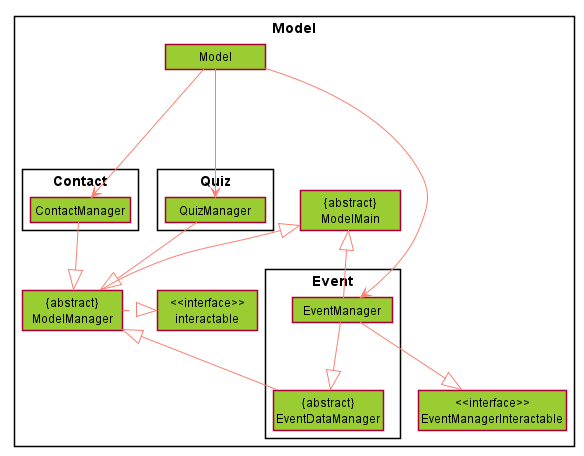 Model
Model
Contact
Quiz
ContactManager
QuizManager
{abstract}
ModelMain
Event
{abstract}
ModelManager
<<interface>>
interactable
EventManager
{abstract}
EventDataManager
<<interface>>
EventManagerInteractable